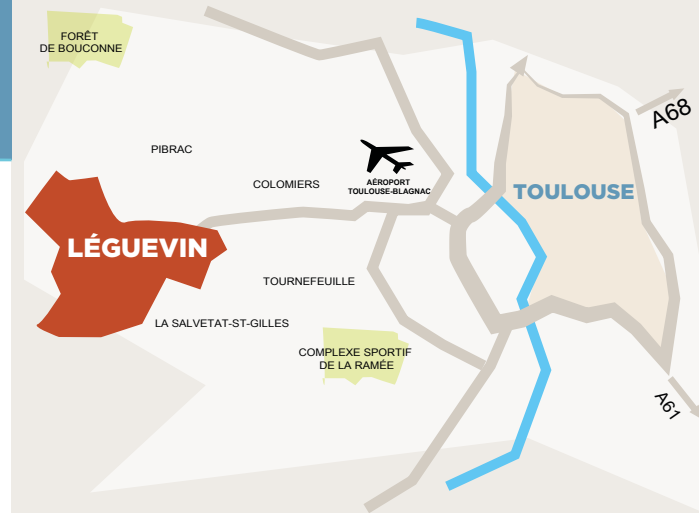 FORÊT
DE BOUCONNE
A68
PIBRAC
COLOMIERS
AÉROPORT
TOULOUSE-BLAGNAC
TOULOUSE
LÉGUEVIN
TOURNEFEUILLE
LA SALVETAT-ST-GILLES
COMPLEXE SPORTIF
DE LA RAMÉE
A61